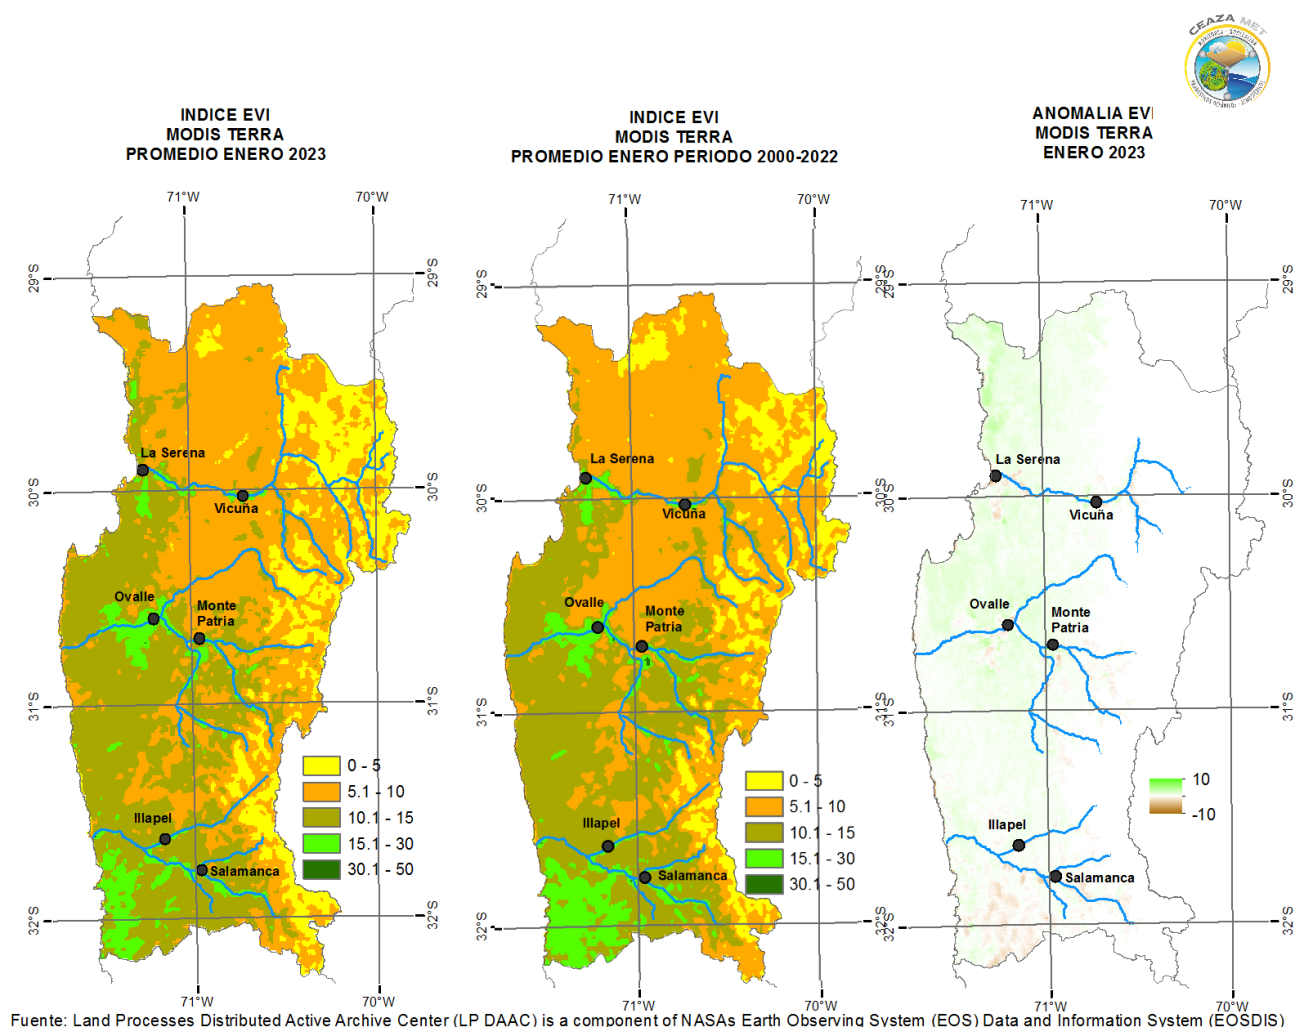 CEAZA MET
INDICE EVI
MODIS TERRA
PROMEDIO ENERO 2023
INDICE EVI
MODIS TERRA
PROMEDIO ENERO PERIODO 2000-2022
ANOMALIA EVI
MODIS TERRA
ENERO 2023
71°W
70°W
71°W
70°W
71°W
70°W
29°S
29°S
29°S
29°S
29°S
29°S
La Serena
Vicuña
30°S
30°S
La Serena
Vicuña
30°S
30°S
La Serena
Vicuña
30°S
30°S
Ovalle
Monte
Patria
Ovalle
Monte
Patria
Ovalle
Monte
Patria
31°S
31°S
31°S
31°S
31°S
31°S
0 - 5
5.1 - 10
10.1 - 15
15.1 - 30
30.1 - 50
0 - 5
5.1 - 10
10.1 - 15
15.1 - 30
30.1 - 50
10
-10
Illapel
Salamanca
Illapel
Salamanca
Illapel
Salamanca
32°S
32°S
32°S
32°S
32°S
32°S
71°W
70°W
71°W
70°W
71°W
70°W
Fuente: Land Processes Distributed Active Archive Center (LP DAAC) is a component of NASAs Earth Observing System (EOS) Data and Information System (EOSDIS)